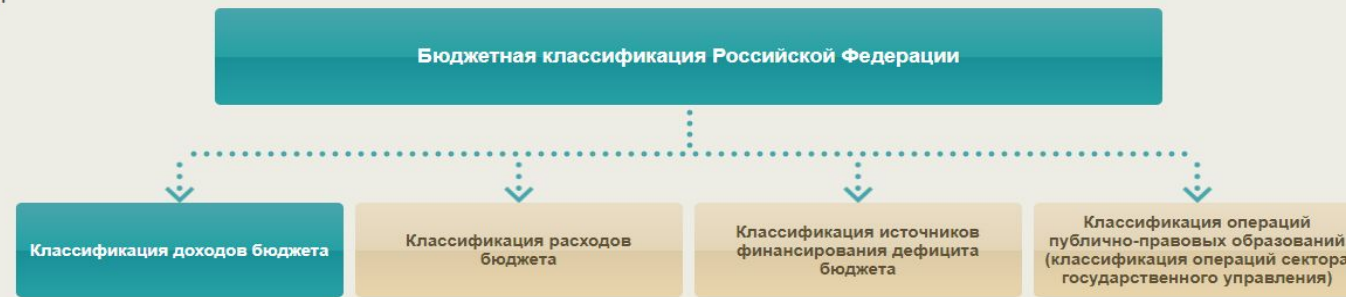 Бюджетная классификация Российской Федерации
Классификация доходов бюджета
Классификация расходов
бюджета
Классификация источников
финансирования дефицита
бюджета
Классификация операций
публично-правовых образований
(классификация операций сектора
государственного управления)